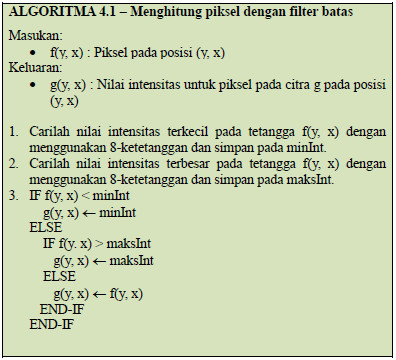 ALGORITMA 4.1 – Menghitung piksel dengan filter batas
Masukan:
• f(y, x) : Piksel pada posisi (y, x)
Keluaran:
• g(y, x) : Nilai intensitas untuk piksel pada citra g pada posisi
(y, x)
1. Carilah nilai intensitas terkecil pada tetangga f(y, x) dengan
menggunakan 8-ketetanggan dan simpan pada minInt.
2. Carilah nilai intensitas terbesar pada tetangga f(y, x) dengan
menggunakan 8-ketetanggan dan simpan pada maksInt.
3. IF f(y, x) < minInt
g(y, x) ← minInt
ELSE
IF f(y. x) > maksInt
g(y, x) ← maksInt
ELSE
g(y, x) ← f(y, x)
END-IF
END-IF